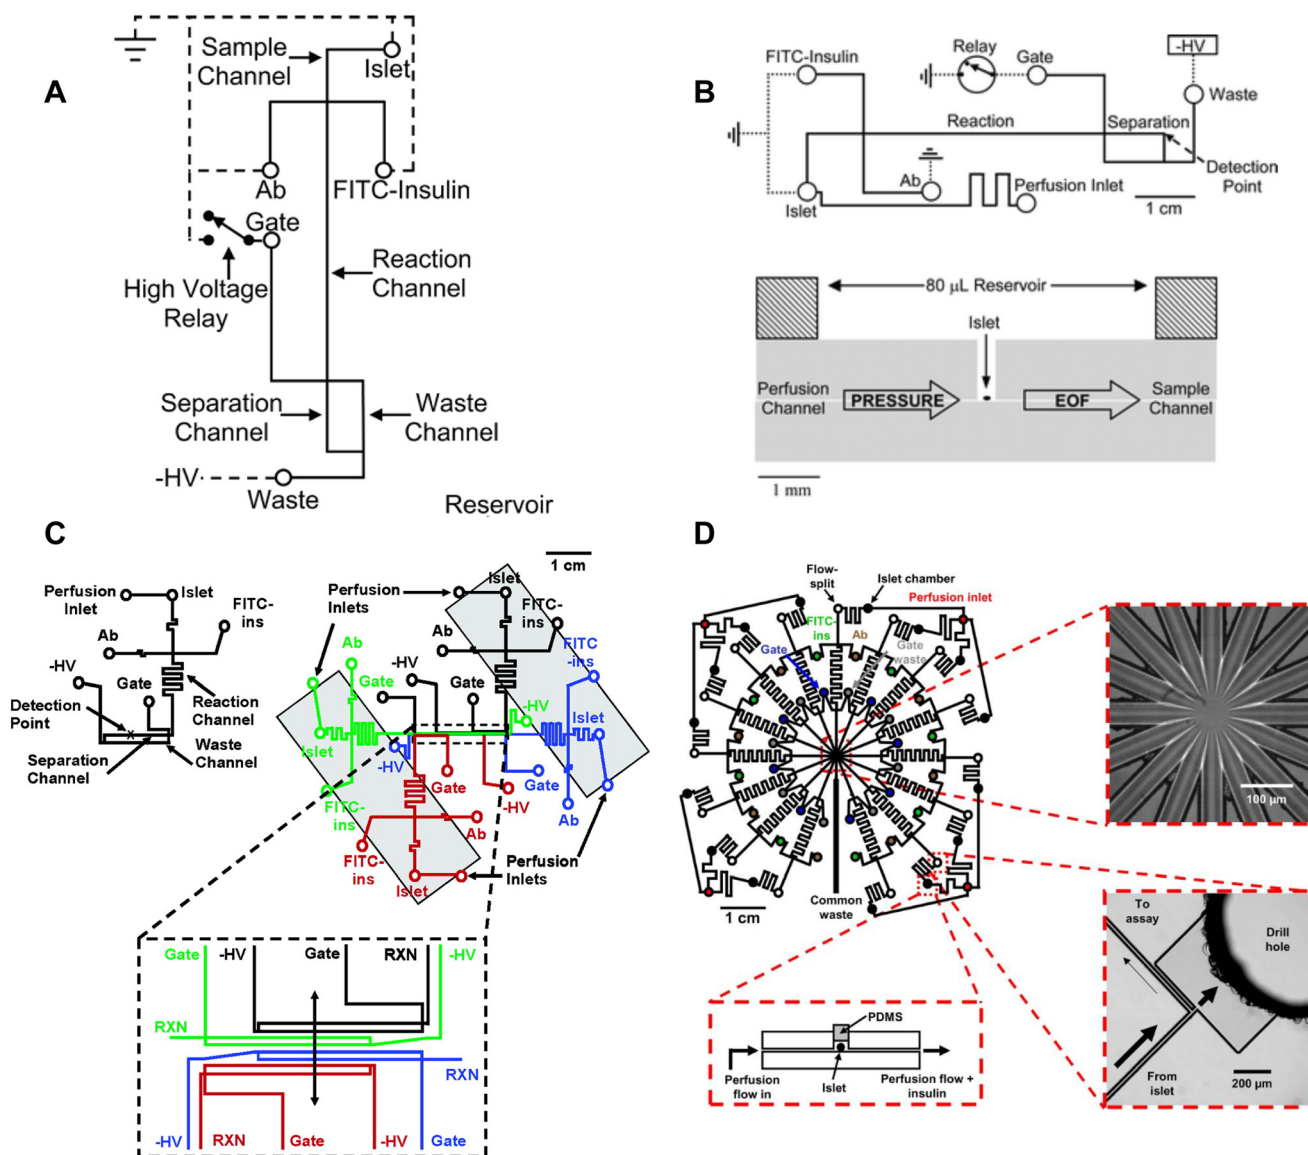 A
Sample
Channel
Islet
Ab
FITC-Insulin
Gate
High Voltage
Relay
Reaction
Channel
Separation
Channel
Waste
Channel
-HV
Waste
Reservoir
B
FITC-Insulin
Relay
Gate
-HV
Waste
Reaction
Separation
Detection
Point
Ab
Perfusion Inlet
Islet
1 cm
80 μL Reservoir
Islet
Perfusion
Channel
PRESSURE
EOF
Sample
Channel
1 mm
C
1 cm
Perfusion
Inlet
Islet
FITC-
ins
Ab
-HV
Gate
Detection
Point
Reaction
Channel
Separation
Channel
Waste
Channel
Perfusion
Inlets
Islet
FITC-
ins
Ab
Ab
-HV
Gate
Gate
FITC
-ins
-HV
Islet
Islet
-HV
Gate
Gate
-HV
Ab
FITC-
ins
Ab
FITC-
ins
Islet
Perfusion
Inlets
Gate
-HV
Gate
RXN
-HV
RXN
RXN
-HV
RXN
Gate
-HV
Gate
D
Flow-
split
Islet chamber
Perfusion inlet
FITC-
ins
Ab
Gate
Gate
waste
100 μm
1 cm
Common
waste
PDMS
Perfusion
flow in
Islet
Perfusion flow +
insulin
To
assay
Drill
hole
From
islet
200 μm